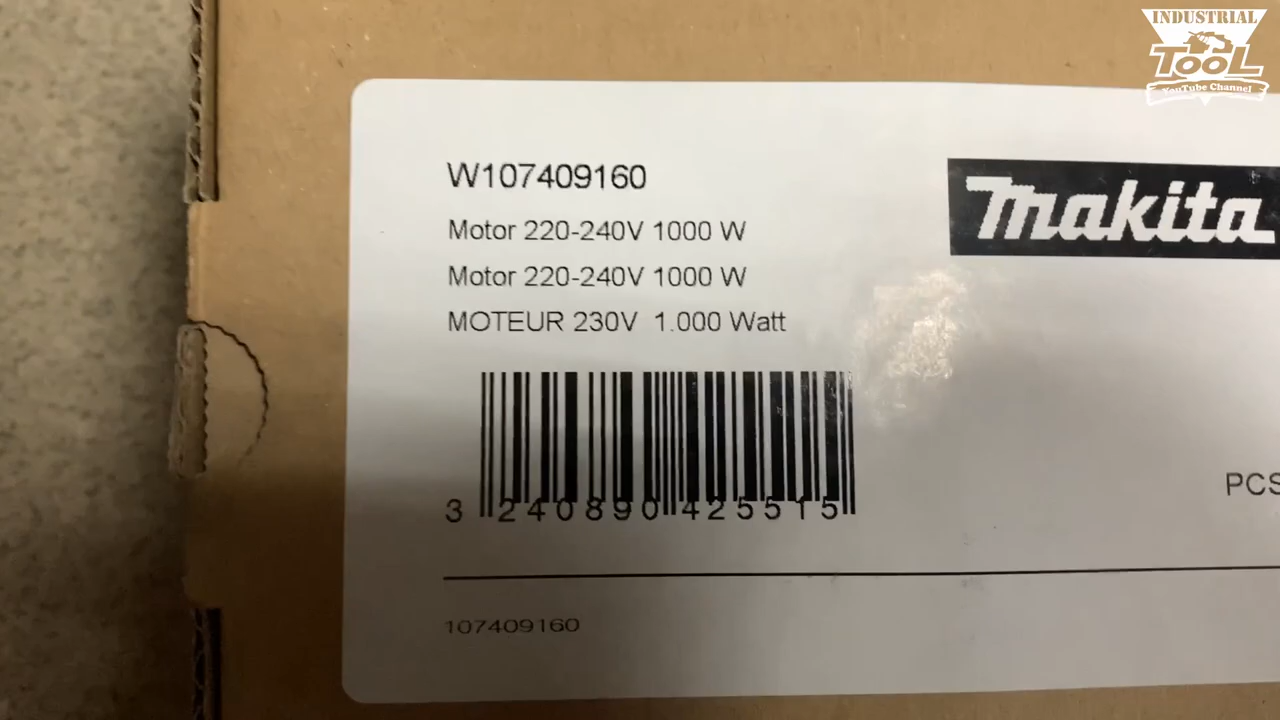 INDUSTRIAL
TOOL
YouTube Channel
W107409160
makita
Motor 220-240V 1000 W
Motor 220-240V 1000 W
MOTEUR 230V 1.000 Watt
3 240890 425515
PCS
107409160